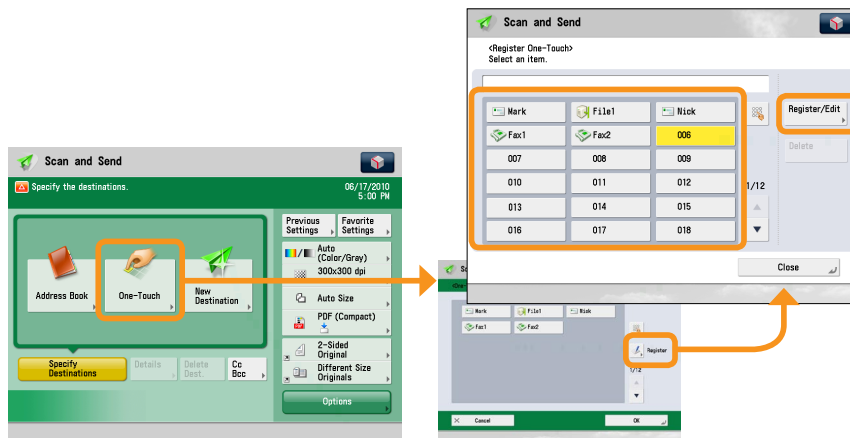 Scan and Send
Specify the destinations.
06/17/2010
5:00 PM
Address Book
One-Touch
New
Destination
Specify
Destinations
Details
Delete
Dest.
Cc
Bcc
Previous
Settings
Favorite
Settings
Auto
(Color/Gray)
300x300 dpi
Auto Size
PDF (Compact)
2-Sided
Original
Different Size
Originals
Options
Mark
File1
Nick
Fax1
Fax2
Register
1/12
Cancel
OK
Scan and Send
<Register One-Touch>
Select an item.
Mark
File1
Nick
Fax1
Fax2
006
007
008
009
010
011
012
013
014
015
016
017
018
Register/Edit
Delete
1/12
Close